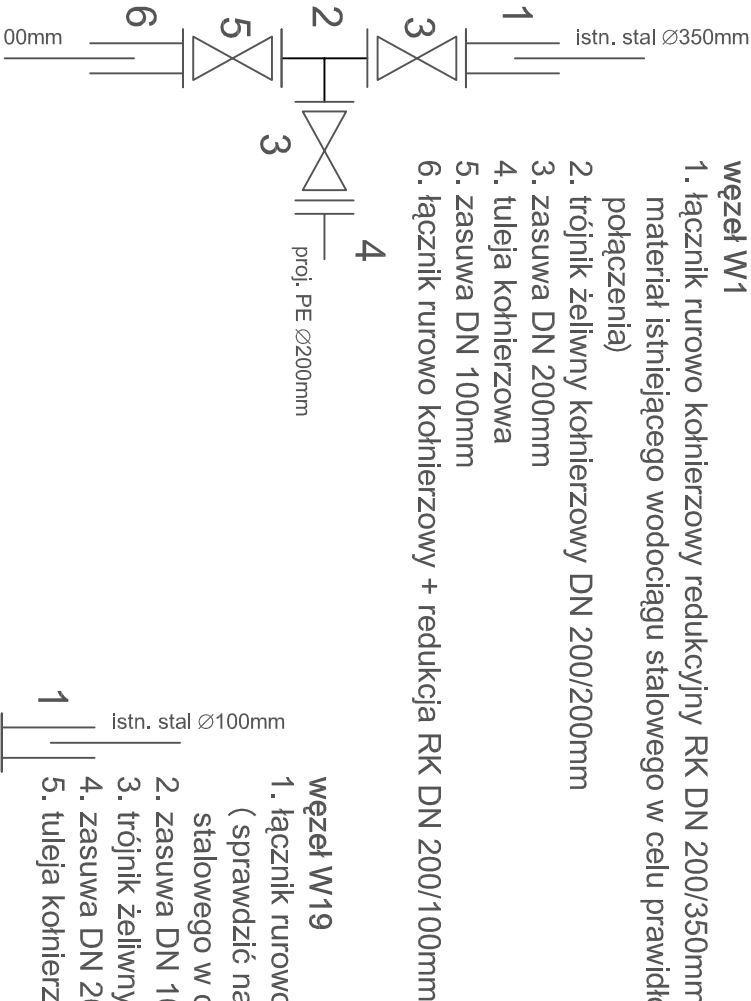 1
istn. stal Ø350mm
3
2
5
6
00mm
3
4
proj. PE Ø200mm
węzeł W1
1. łącznik rurowo kołnierzowy redukcyjny RK DN 200/350mm
materiał istniejącego wodociągu stalowego w celu prawidł
połączenia)
2. trójnik żeliwny kołnierzowy DN 200/200mm
3. zasuwa DN 200mm
4. tuleja kołnierzowa
5. zasuwa DN 100mm
6. łącznik rurowo kołnierzowy + redukcja RK DN 200/100mm
1
istn. stal Ø100mm
węzeł W19
1. łącznik rurowo
( sprawdzić na
stalowego w c
2. zasuwa DN 10
3. trójnik żeliwny
4. zasuwa DN 20
5. tuleja kołnierz